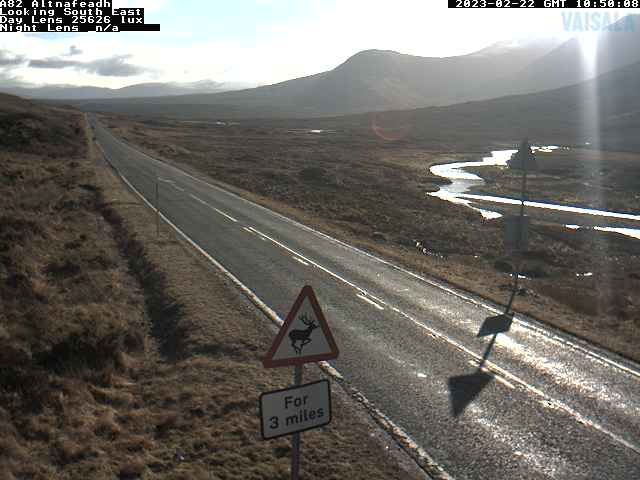 A82 Altnafeadh
Looking South East
Day Lens 25626 lux
Night Lens n/a
2023-02-22 GMT 10:50:08
VAISALA
For
3 miles